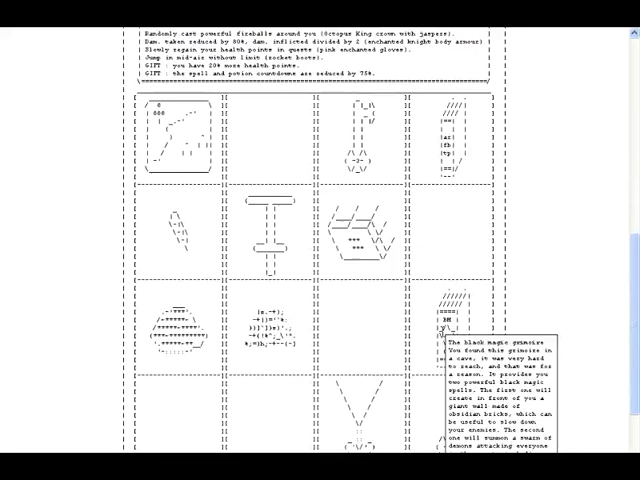 Randomly cast powerful fireballs around you (Octopus King crown with jaspers).
Dam. taken reduced by 80%, dam. inflicted divided by 2 (enchanted knight body armour)
Slowly regain your health points in quests (pink enchanted gloves).
Jump in mid-air without limit (rocket boots).
GIFT : you have 20% more health points.
GIFT : the spell and potion countdowns are reduced by 75%.
The black magic grimoire
You found this grimoire in
a cave, it was very hard
to reach, and that was for
a reason. It provides you
two powerful black magic
spells. The first one will
create in front of you a
giant wall made of
obsidian bricks, which can
be useful to slow down
your enemies. The second
one will summon a swarm of
demons attacking everyone